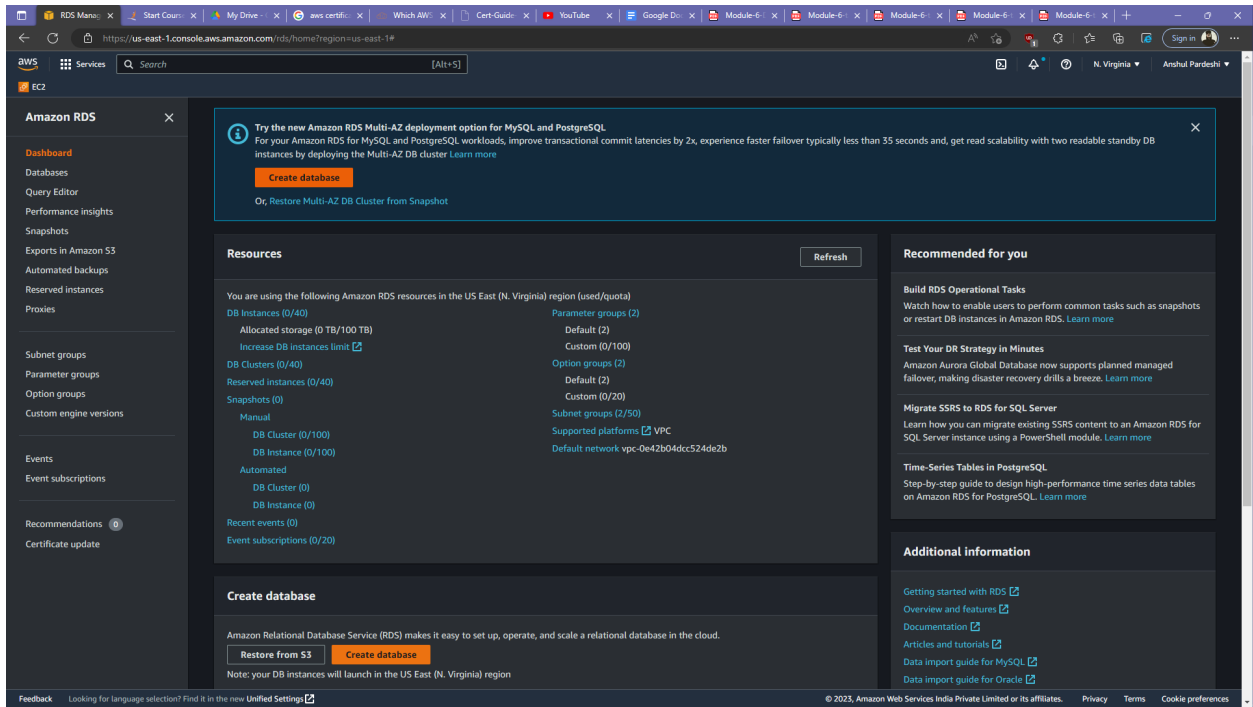 RDS Manag
Start Cours
My Drive -
aws certific
Which AWS
Cert-Guide
YouTube
Google Do
Module-6-
Module-6-
Module-6-
Module-6-
Module-6-
https://us-east-1.console.aws.amazon.com/rds/home?region=us-east-1#
Sign in
aws
Services
Search
[Alt+S]
N. Virginia
Anshul Pardeshi
EC2
Amazon RDS
Dashboard
Databases
Query Editor
Performance insights
Snapshots
Exports in Amazon S3
Automated backups
Reserved instances
Proxies
Subnet groups
Parameter groups
Option groups
Custom engine versions
Events
Event subscriptions
Recommendations 0
Certificate update
Try the new Amazon RDS Multi-AZ deployment option for MySQL and PostgreSQL
For your Amazon RDS for MySQL and PostgreSQL workloads, improve transactional commit latencies by 2x, experience faster failover typically less than 35 seconds and, get read scalability with two readable standby DB
instances by deploying the Multi-AZ DB cluster Learn more
Create database
Or, Restore Multi-AZ DB Cluster from Snapshot
Resources
Refresh
You are using the following Amazon RDS resources in the US East (N. Virginia) region (used/quota)
DB Instances (0/40)
Allocated storage (0 TB/100 TB)
Increase DB instances limit
DB Clusters (0/40)
Reserved instances (0/40)
Snapshots (0)
Manual
DB Cluster (0/100)
DB Instance (0/100)
Automated
DB Cluster (0)
DB Instance (0)
Recent events (0)
Event subscriptions (0/20)
Parameter groups (2)
Default (2)
Custom (0/100)
Option groups (2)
Default (2)
Custom (0/20)
Subnet groups (2/50)
Supported platforms VPC
Default network vpc-0e42b04dcc524de2b
Create database
Amazon Relational Database Service (RDS) makes it easy to set up, operate, and scale a relational database in the cloud.
Restore from S3
Create database
Note: your DB instances will launch in the US East (N. Virginia) region
Recommended for you
Build RDS Operational Tasks
Watch how to enable users to perform common tasks such as snapshots
or restart DB instances in Amazon RDS. Learn more
Test Your DR Strategy in Minutes
Amazon Aurora Global Database now supports planned managed
failover, making disaster recovery drills a breeze. Learn more
Migrate SSRS to RDS for SQL Server
Learn how you can migrate existing SSRS content to an Amazon RDS for
SQL Server instance using a PowerShell module. Learn more
Time-Series Tables in PostgreSQL
Step-by-step guide to design high-performance time series data tables
on Amazon RDS for PostgreSQL. Learn more
Additional information
Getting started with RDS
Overview and features
Documentation
Articles and tutorials
Data import guide for MySQL
Data import guide for Oracle
Feedback
Looking for language selection? Find it in the new Unified Settings
© 2023, Amazon Web Services India Private Limited or its affiliates.
Privacy
Terms
Cookie preferences